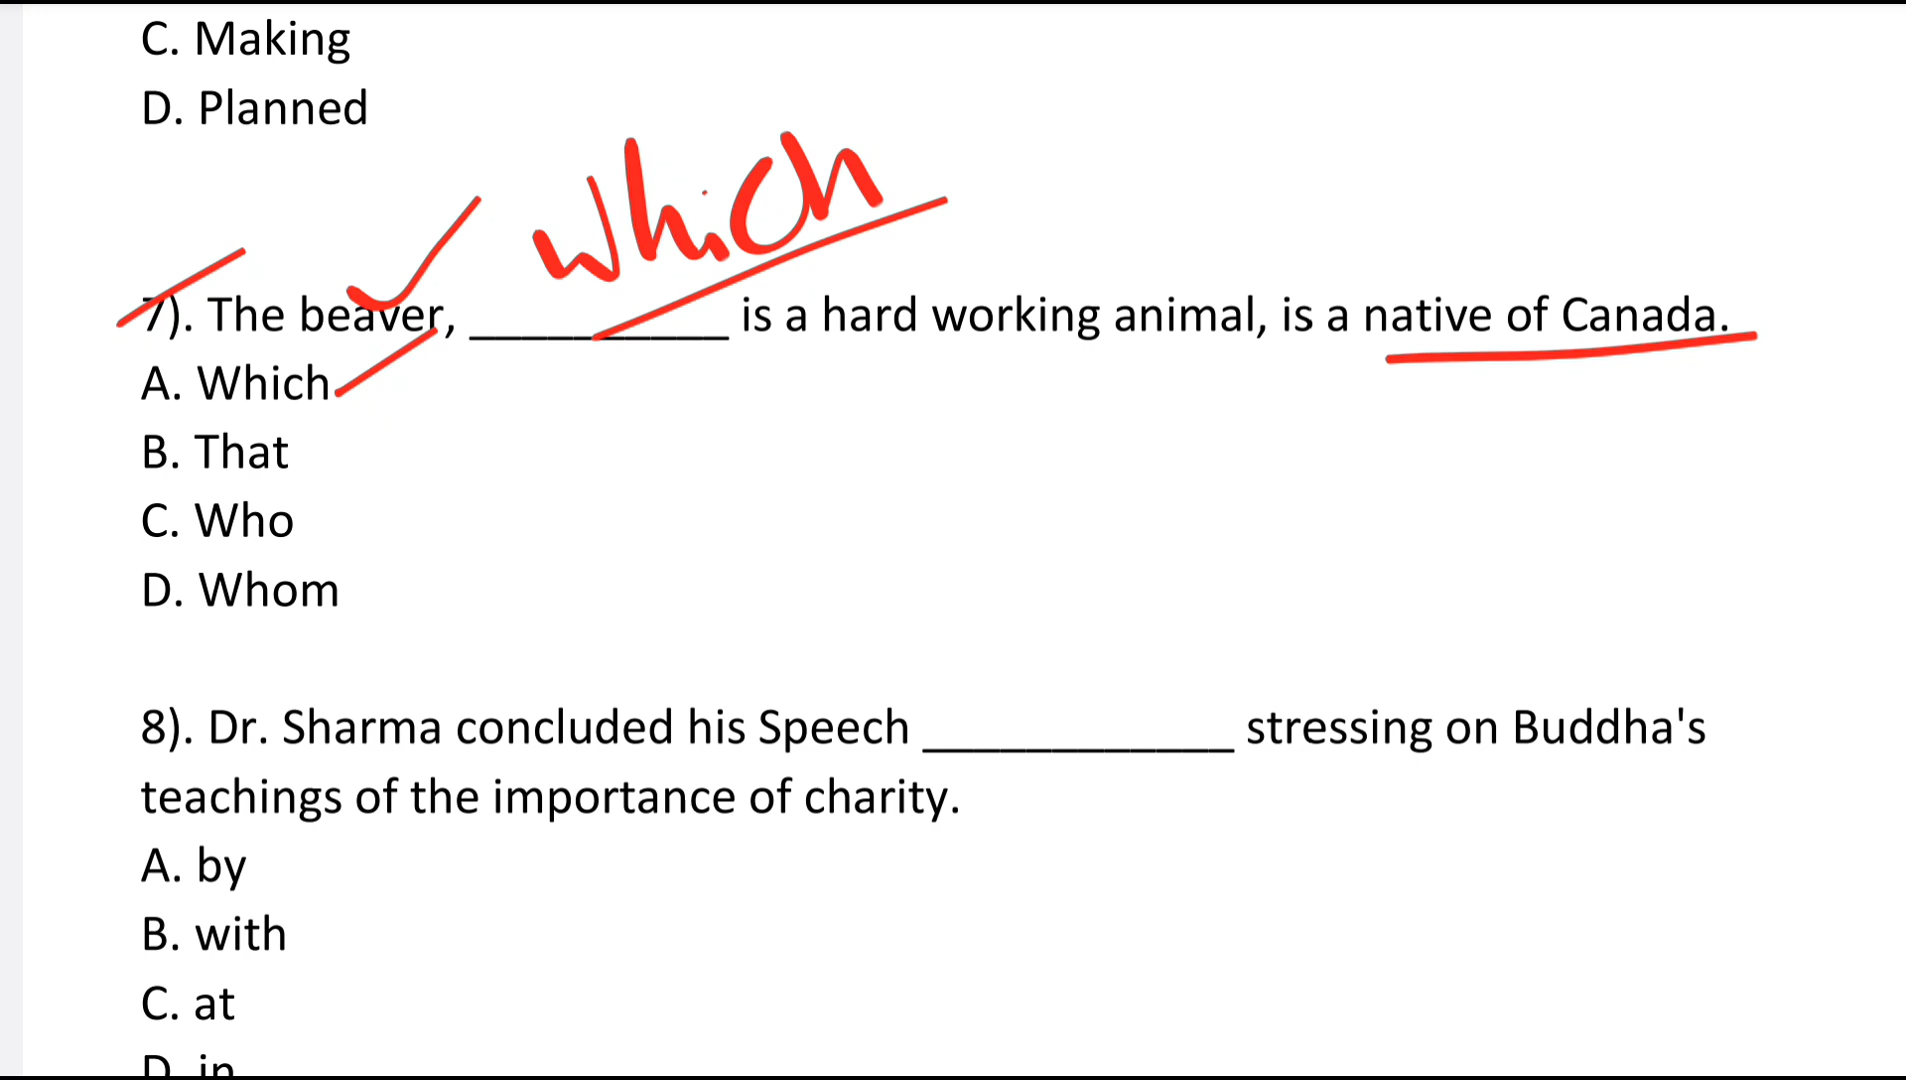 C. Making
D. Planned
which
7). The beaver, __________ is a hard working animal, is a native of Canada.
A. Which
B. That
C. Who
D. Whom
8). Dr. Sharma concluded his Speech ____________ stressing on Buddha's
teachings of the importance of charity.
A. by
B. with
C. at
D. in